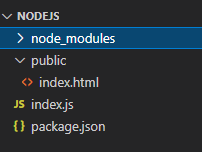 NODEJS
node_modules
public
<> index.html
JS index.js
{} package.json